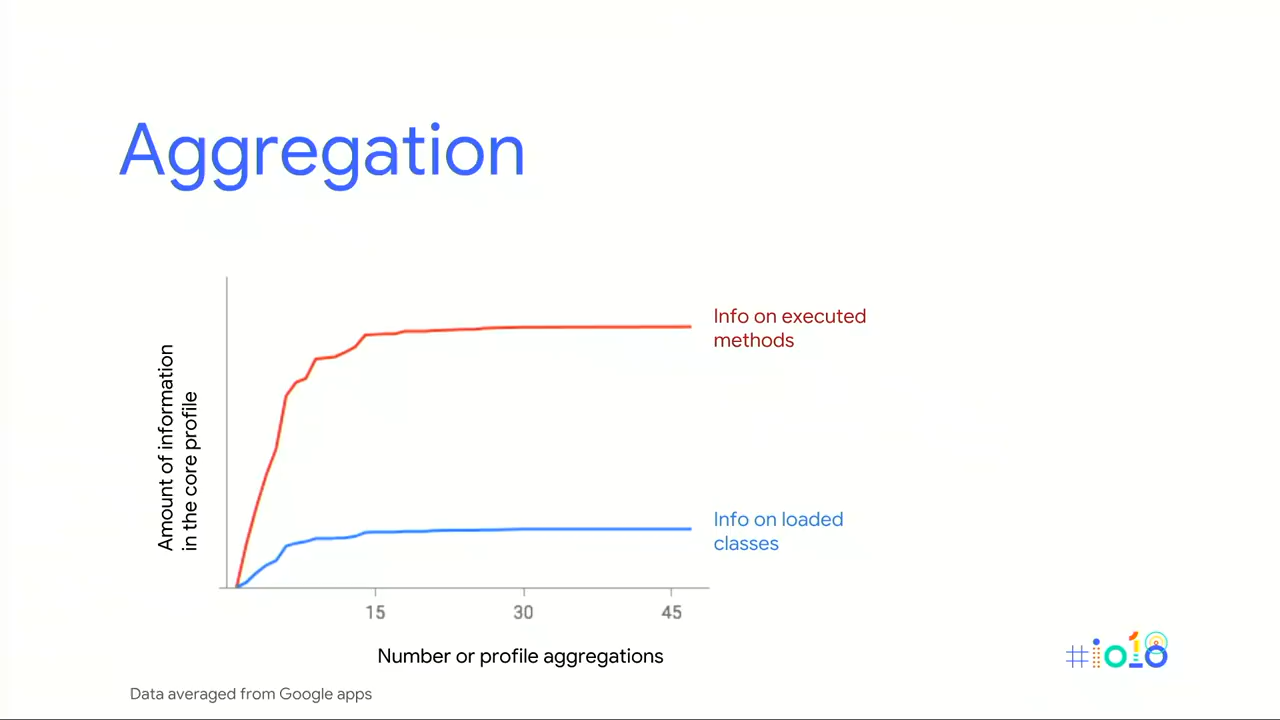 Aggregation
Amount of information
in the core profile
Info on executed
methods
Info on loaded
classes
15 30 45
Number or profile aggregations
Data averaged from Google apps
#io18